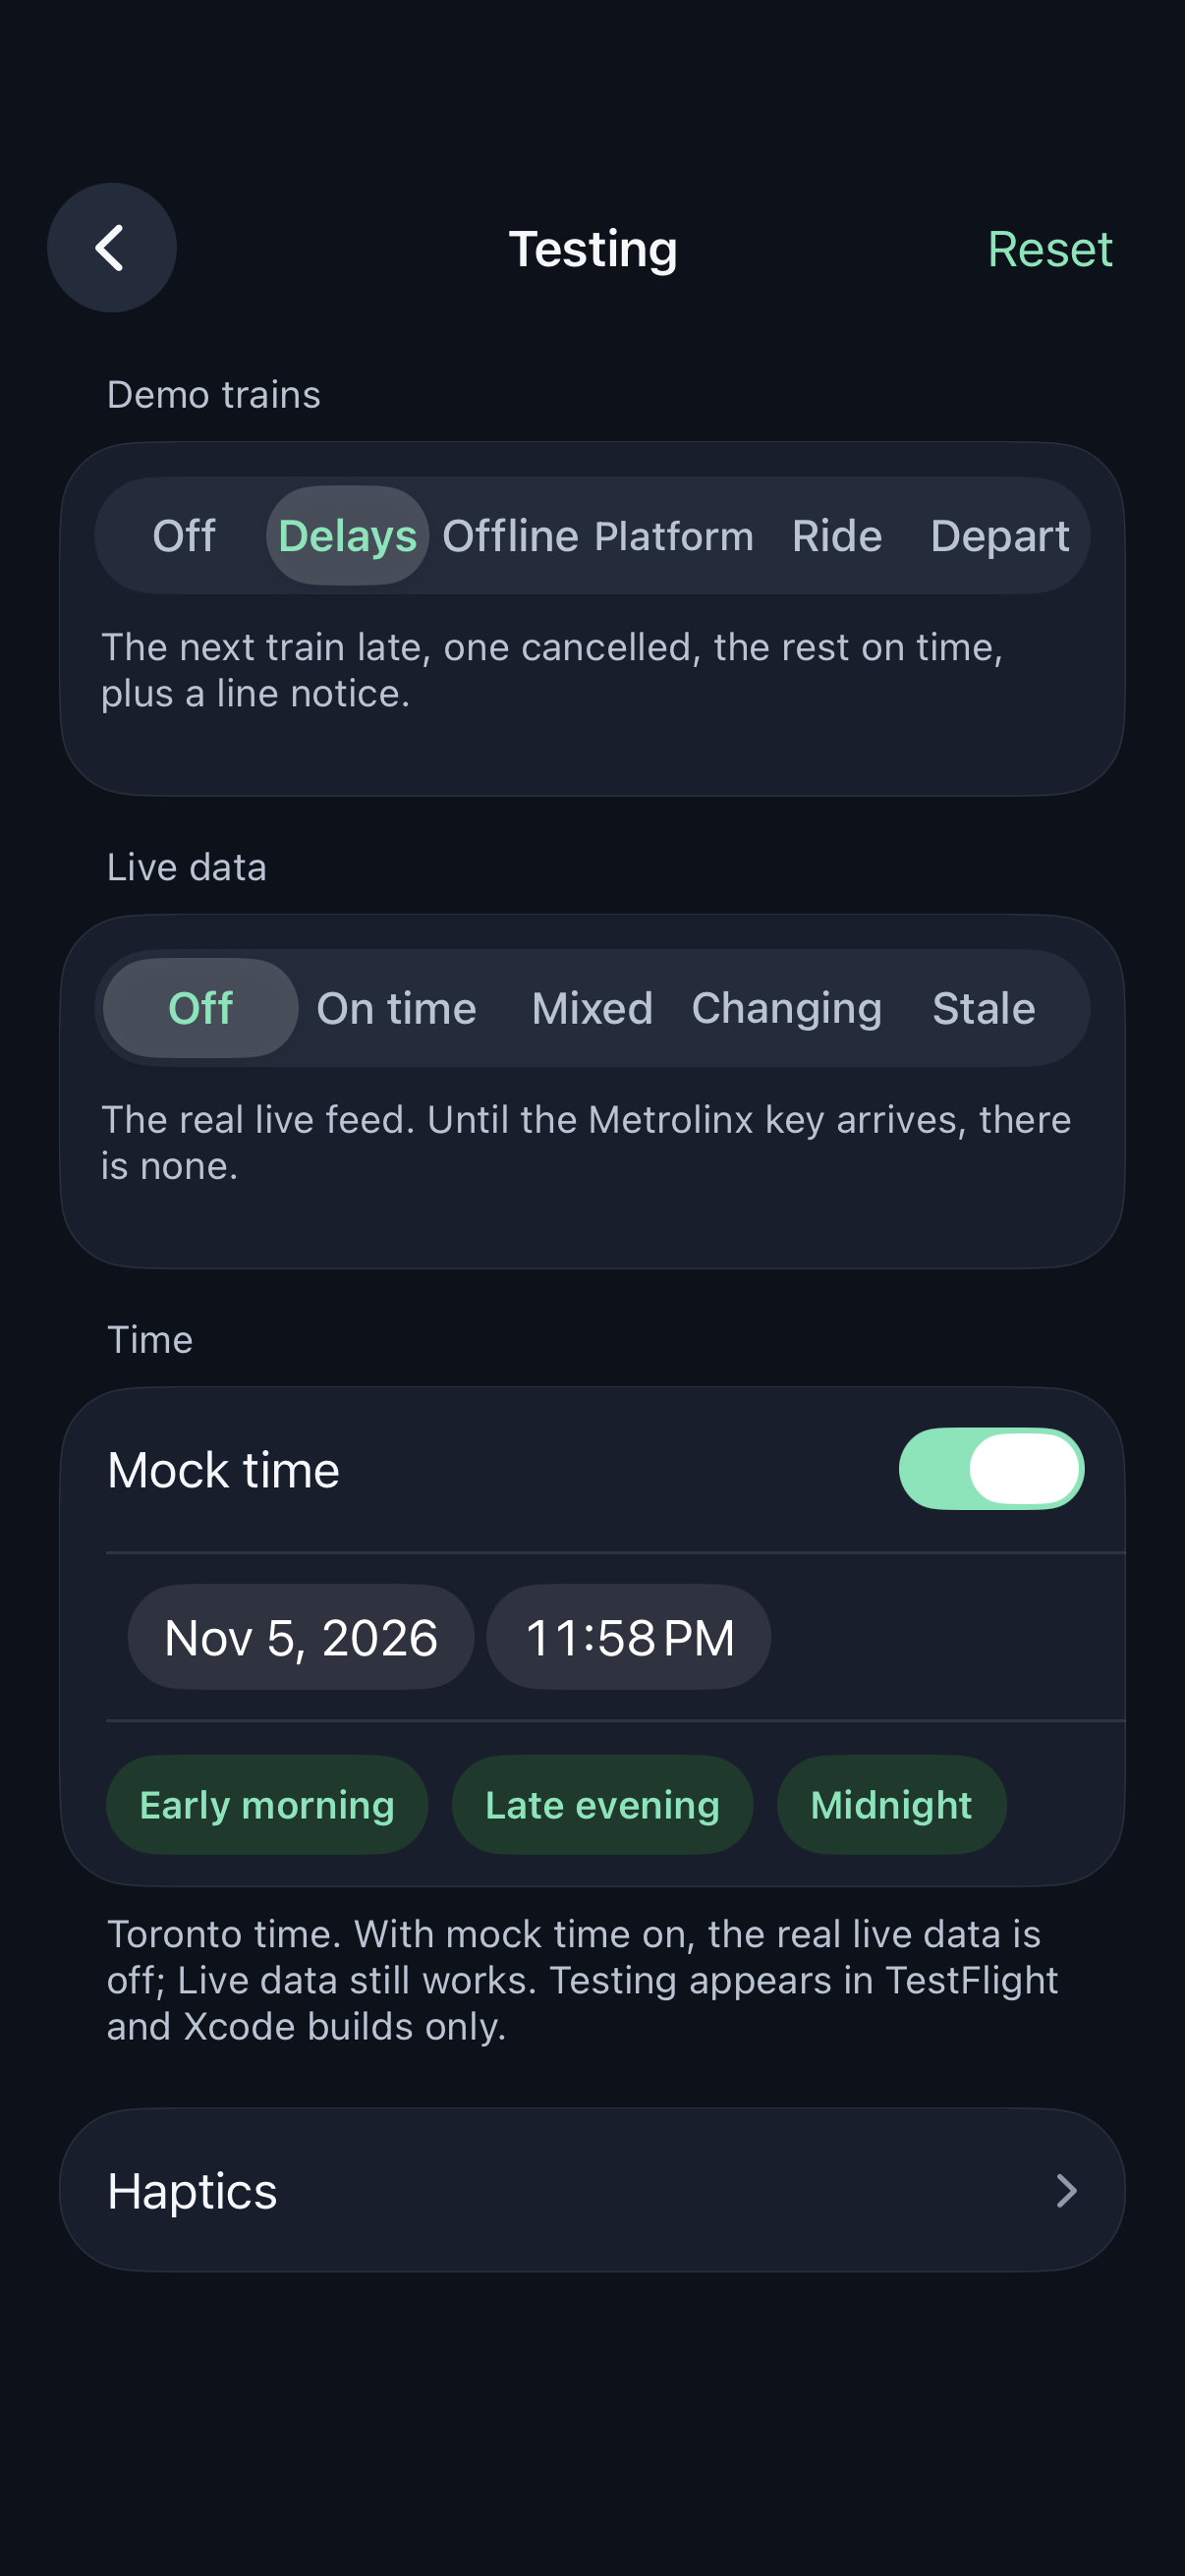 Testing
Reset
Demo trains
Off Delays Offline Platform Ride Depart
The next train late, one cancelled, the rest on time,
plus a line notice.
Live data
Off On time Mixed Changing Stale
The real live feed. Until the Metrolinx key arrives, there
is none.
Time
Mock time
Nov 5, 2026 11:58 PM
Early morning Late evening Midnight
Toronto time. With mock time on, the real live data is
off; Live data still works. Testing appears in TestFlight
and Xcode builds only.
Haptics